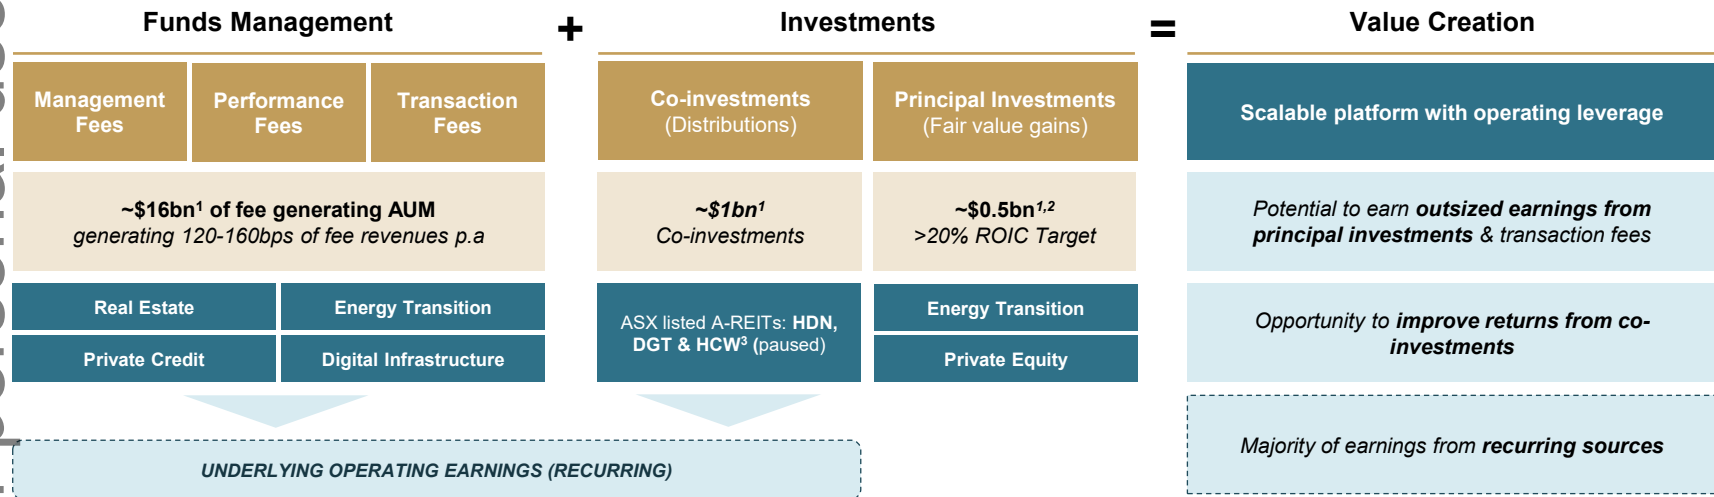 Funds Management
+
Investments
=
Value Creation
Management
Fees
Performance
Fees
Transaction
Fees
Co-investments
(Distributions)
Principal Investments
(Fair value gains)
Scalable platform with operating leverage
~$16bn¹ of fee generating AUM
generating 120-160bps of fee revenues p.a
~$1bn¹
Co-investments
~$0.5bn¹,²
>20% ROIC Target
Potential to earn outsized earnings from
principal investments & transaction fees
Real Estate
Energy Transition
Private Credit
Digital Infrastructure
ASX listed A-REITs: HDN,
DGT & HCW³ (paused)
Energy Transition
Private Equity
Opportunity to improve returns from co-
investments
UNDERLYING OPERATING EARNINGS (RECURRING)
Majority of earnings from recurring sources